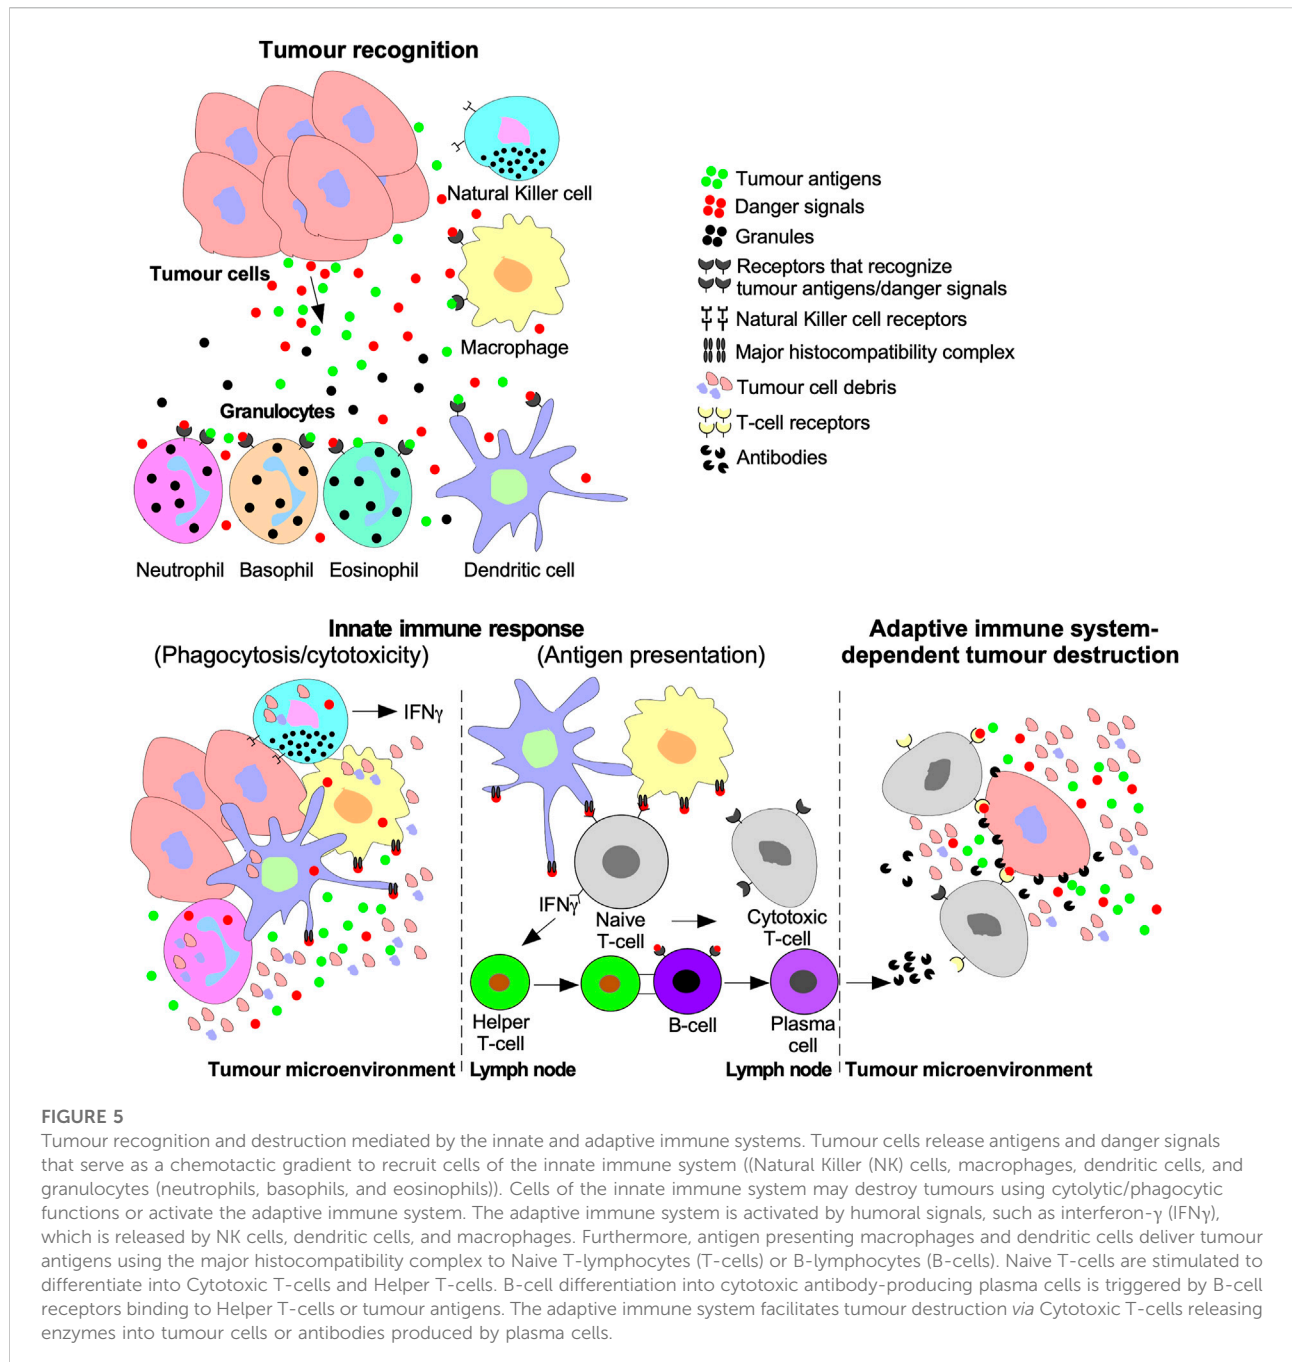 Tumour recognition
Natural Killer cell
Tumour cells
Macrophage
Granulocytes
Neutrophil
Basophil
Eosinophil
Dendritic cell
Tumour antigens
Danger signals
Granules
Receptors that recognize
tumour antigens/danger signals
Natural Killer cell receptors
Major histocompatibility complex
Tumour cell debris
T-cell receptors
Antibodies
Innate immune response
(Phagocytosis/cytotoxicity)
(Antigen presentation)
Adaptive immune system-
dependent tumour destruction
IFNγ
IFNγ
Naive
T-cell
Cytotoxic
T-cell
Helper
T-cell
B-cell
Plasma
cell
Tumour microenvironment
Lymph node
Lymph node
Tumour microenvironment
FIGURE 5
Tumour recognition and destruction mediated by the innate and adaptive immune systems. Tumour cells release antigens and danger signals
that serve as a chemotactic gradient to recruit cells of the innate immune system ((Natural Killer (NK) cells, macrophages, dendritic cells, and
granulocytes (neutrophils, basophils, and eosinophils)). Cells of the innate immune system may destroy tumours using cytolytic/phagocytic
functions or activate the adaptive immune system. The adaptive immune system is activated by humoral signals, such as interferon-γ (IFNγ),
which is released by NK cells, dendritic cells, and macrophages. Furthermore, antigen presenting macrophages and dendritic cells deliver tumour
antigens using the major histocompatibility complex to Naive T-lymphocytes (T-cells) or B-lymphocytes (B-cells). Naive T-cells are stimulated to
differentiate into Cytotoxic T-cells and Helper T-cells. B-cell differentiation into cytotoxic antibody-producing plasma cells is triggered by B-cell
receptors binding to Helper T-cells or tumour antigens. The adaptive immune system facilitates tumour destruction via Cytotoxic T-cells releasing
enzymes into tumour cells or antibodies produced by plasma cells.